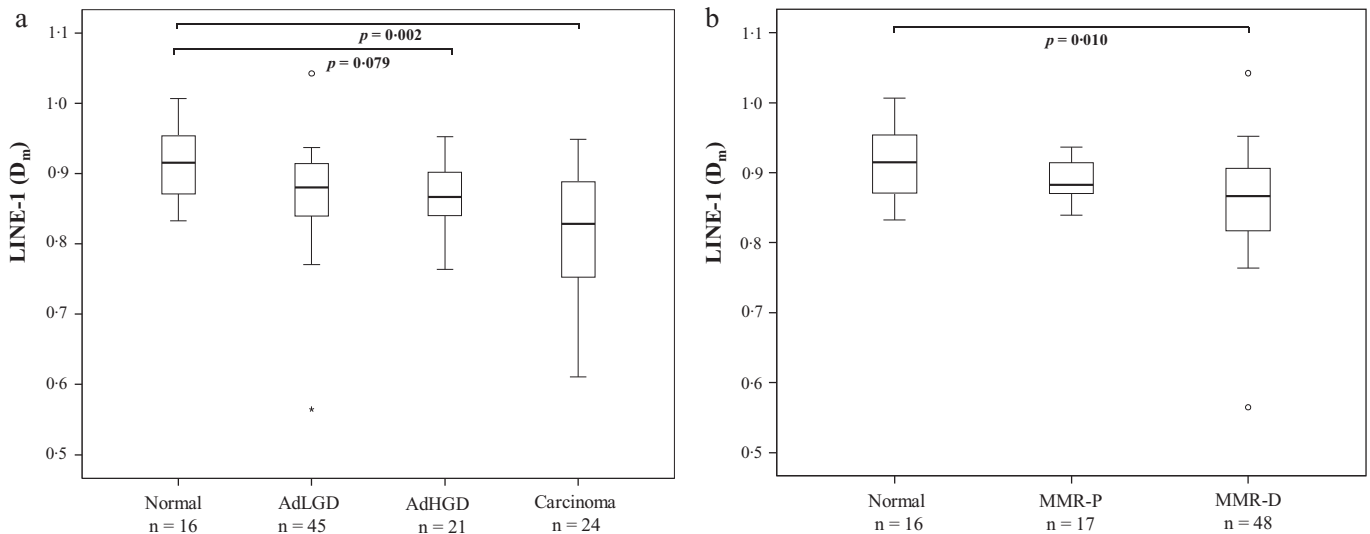 a
p = 0·002
p = 0·079
LINE-1 (Dm)
1·1
1·0
0·9
0·8
0·7
0·6
0·5
Normal AdLGD AdHGD Carcinoma
n = 16 n = 45 n = 21 n = 24
b
p = 0·010
LINE-1 (Dm)
1·1
1·0
0·9
0·8
0·7
0·6
0·5
Normal MMR-P MMR-D
n = 16 n = 17 n = 48